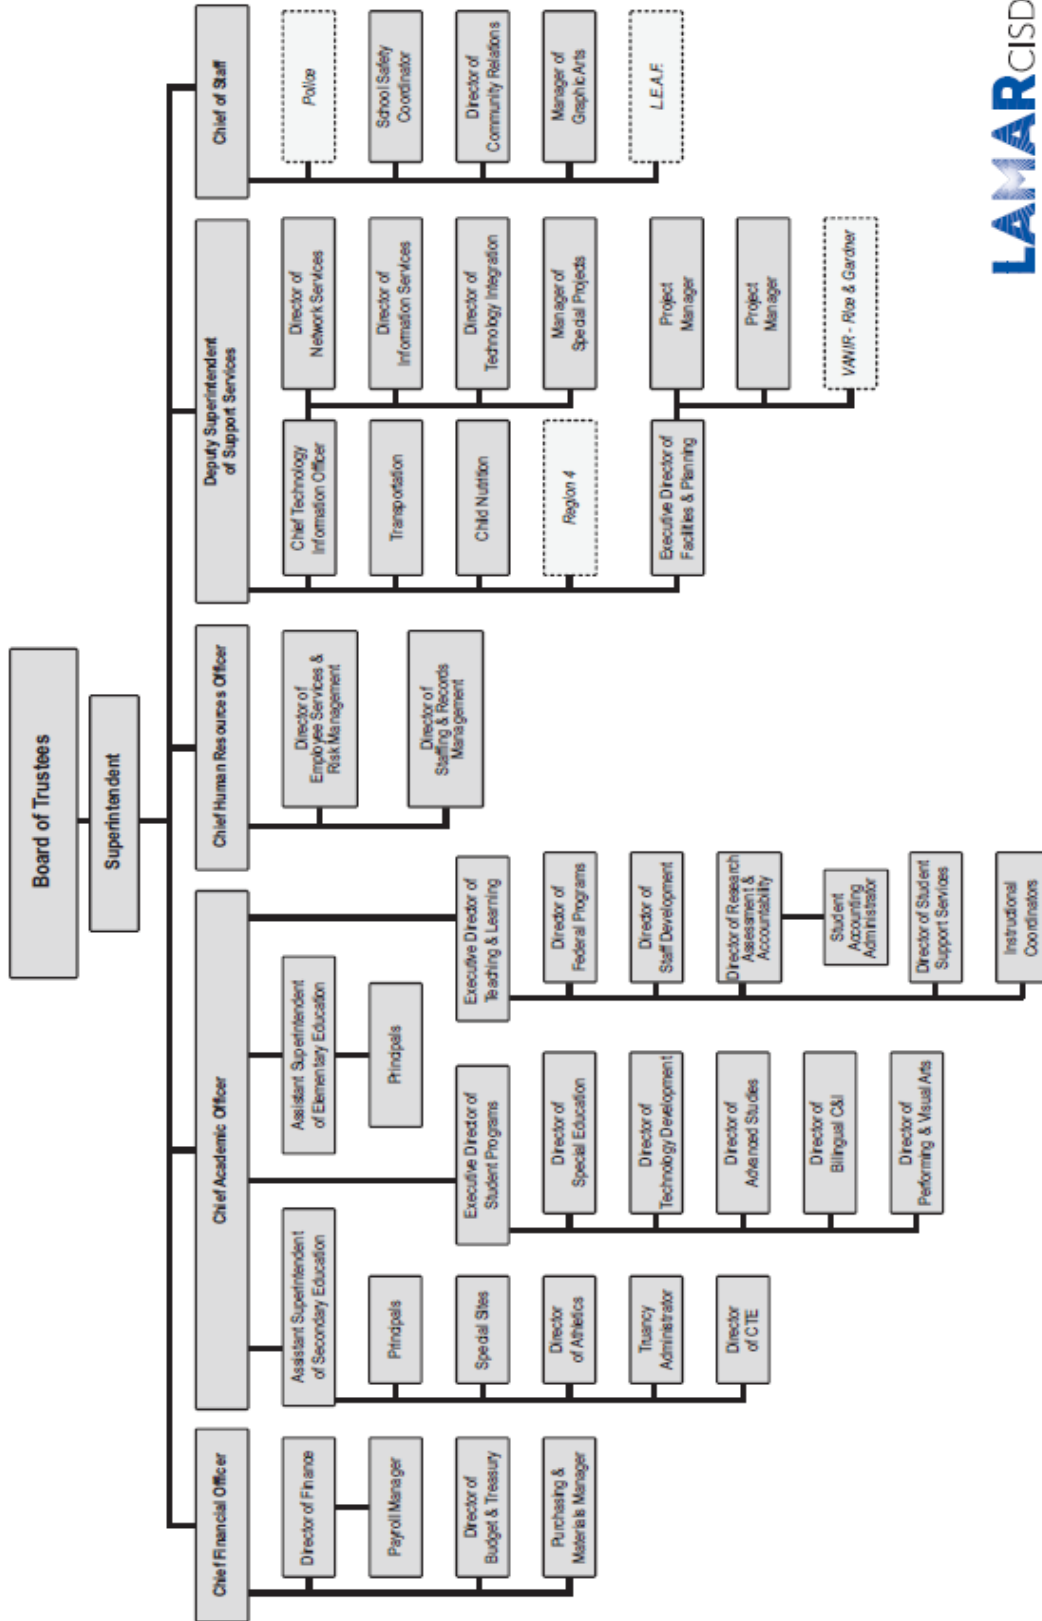 Board of Trustees
Superintendent
Chief Financial Officer
Director of Finance
Payroll Manager
Director of
Budget & Treasury
Purchasing &
Materials Manager
Chief Academic Officer
Assistant Superintendent
of Secondary Education
Principals
Special Sites
Director
of Athletics
Truancy
Administrator
Director
of CTE
Executive Director of
Student Programs
Director of
Special Education
Director of
Technology Development
Director of
Advanced Studies
Director of
Bilingual C&I
Director of
Performing & Visual Arts
Assistant Superintendent
of Elementary Education
Principals
Executive Director of
Teaching & Learning
Director of
Federal Programs
Director of
Staff Development
Director of Research
Assessment &
Accountability
Student
Accounting
Administrator
Director of Student
Support Services
Instructional
Coordinators
Chief Human Resources Officer
Director of
Employee Services &
Risk Management
Director of
Staffing & Records
Management
Deputy Superintendent
of Support Services
Chief Technology
Information Officer
Director of
Network Services
Director of
Information Services
Director of
Technology Integration
Manager of
Special Projects
Transportation
Child Nutrition
Region 4
Executive Director of
Facilities & Planning
Project
Manager
Project
Manager
VANIR - Rice & Gardner
Chief of Staff
Police
School Safety
Coordinator
Director of
Community Relations
Manager of
Graphic Arts
L.E.A.F.
LAMARCISD